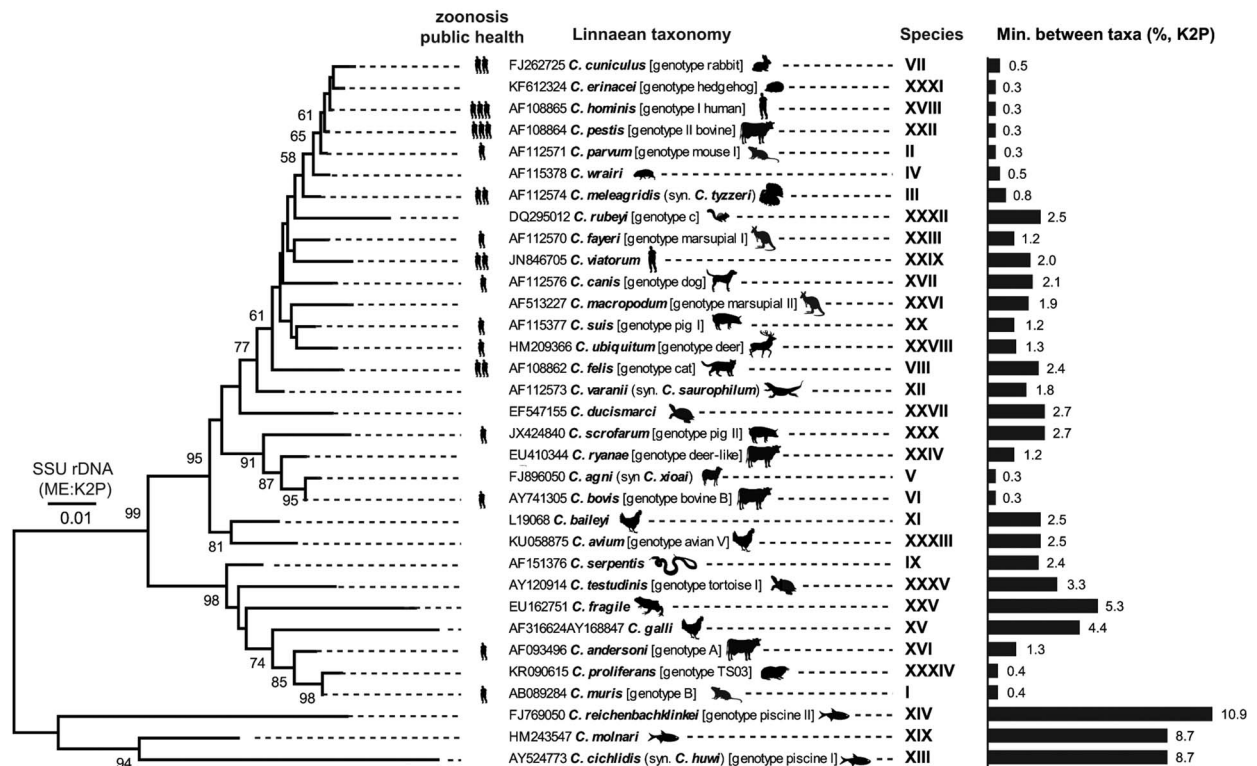 zoonosis
public health
Linnaean taxonomy
Species
Min. between taxa (%, K2P)
FJ262725 C. cuniculus [genotype rabbit] VII 0.5
KF612324 C. erinacei [genotype hedgehog] XXXI 0.3
61 AF108865 C. hominis [genotype I human] XVIII 0.3
65 AF108864 C. pestis [genotype II bovine] XXII 0.3
58 AF112571 C. parvum [genotype mouse I] II 0.3
AF115378 C. wrairi IV 0.5
AF112574 C. meleagridis (syn. C. tyzzeri) III 0.8
DQ295012 C. rubeyi [genotype c] XXXII 2.5
AF112570 C. fayeri [genotype marsupial I] XXIII 1.2
JN846705 C. viatorum XXIX 2.0
AF112576 C. canis [genotype dog] XVII 2.1
AF513227 C. macropodum [genotype marsupial II] XXVI 1.9
61 AF115377 C. suis [genotype pig I] XX 1.2
77 HM209366 C. ubiquitum [genotype deer] XXVIII 1.3
AF108862 C. felis [genotype cat] VIII 2.4
AF112573 C. varanii (syn. C. saurophilum) XII 1.8
EF547155 C. ducismarci XXVII 2.7
JX424840 C. scrofarum [genotype pig II] XXX 2.7
95 91 EU410344 C. ryanae [genotype deer-like] XXIV 1.2
SSU rDNA
(ME:K2P)
0.01
87 FJ896050 C. agni (syn C. xioai) V 0.3
99 95 AY741305 C. bovis [genotype bovine B] VI 0.3
L19068 C. baileyi XI 2.5
81 KU058875 C. avium [genotype avian V] XXXIII 2.5
AF151376 C. serpentis IX 2.4
98 AY120914 C. testudinis [genotype tortoise I] XXXV 3.3
EU162751 C. fragile XXV 5.3
AF316624AY168847 C. galli XV 4.4
74 AF093496 C. andersoni [genotype A] XVI 1.3
85 KR090615 C. proliferans [genotype TS03] XXXIV 0.4
98 AB089284 C. muris [genotype B] I 0.4
FJ769050 C. reichenbachklinkei [genotype piscine II] XIV 10.9
HM243547 C. molnari XIX 8.7
94 AY524773 C. cichlidis (syn. C. huwi) [genotype piscine I] XIII 8.7